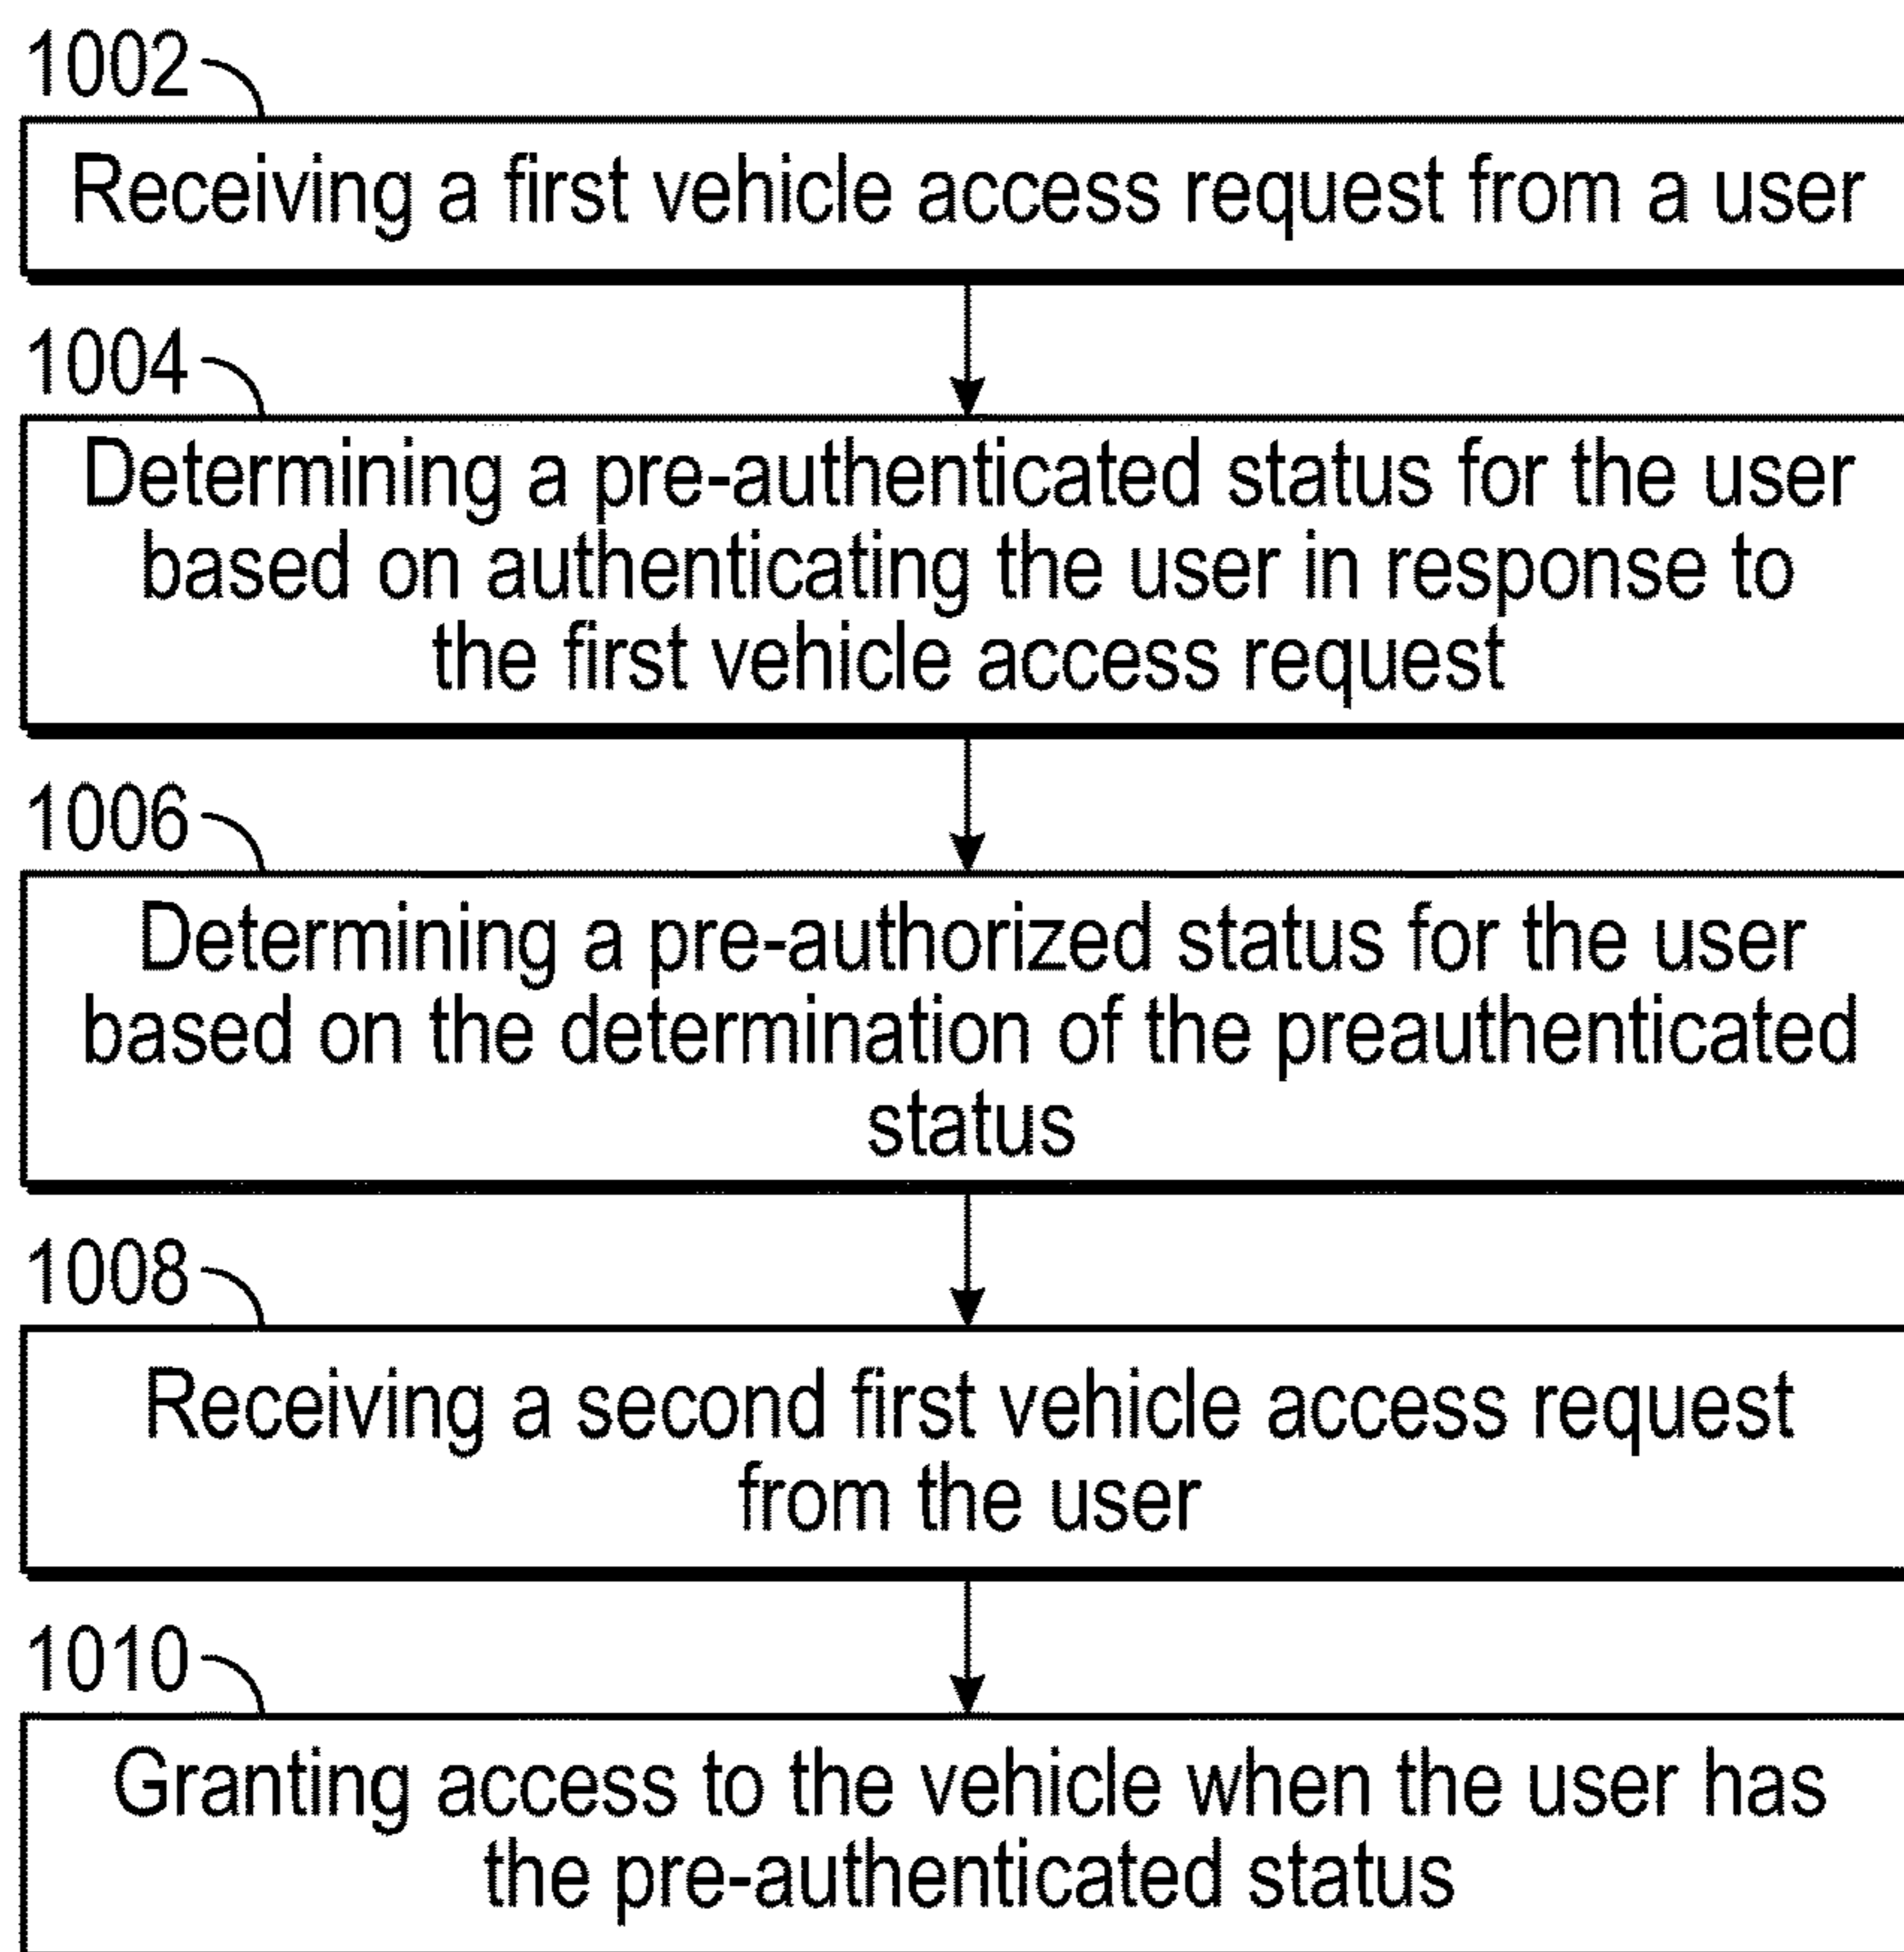 1002
Receiving a first vehicle access request from a user
1004
Determining a pre-authenticated status for the user
based on authenticating the user in response to
the first vehicle access request
1006
Determining a pre-authorized status for the user
based on the determination of the preauthenticated
status
1008
Receiving a second first vehicle access request
from the user
1010
Granting access to the vehicle when the user has
the pre-authenticated status